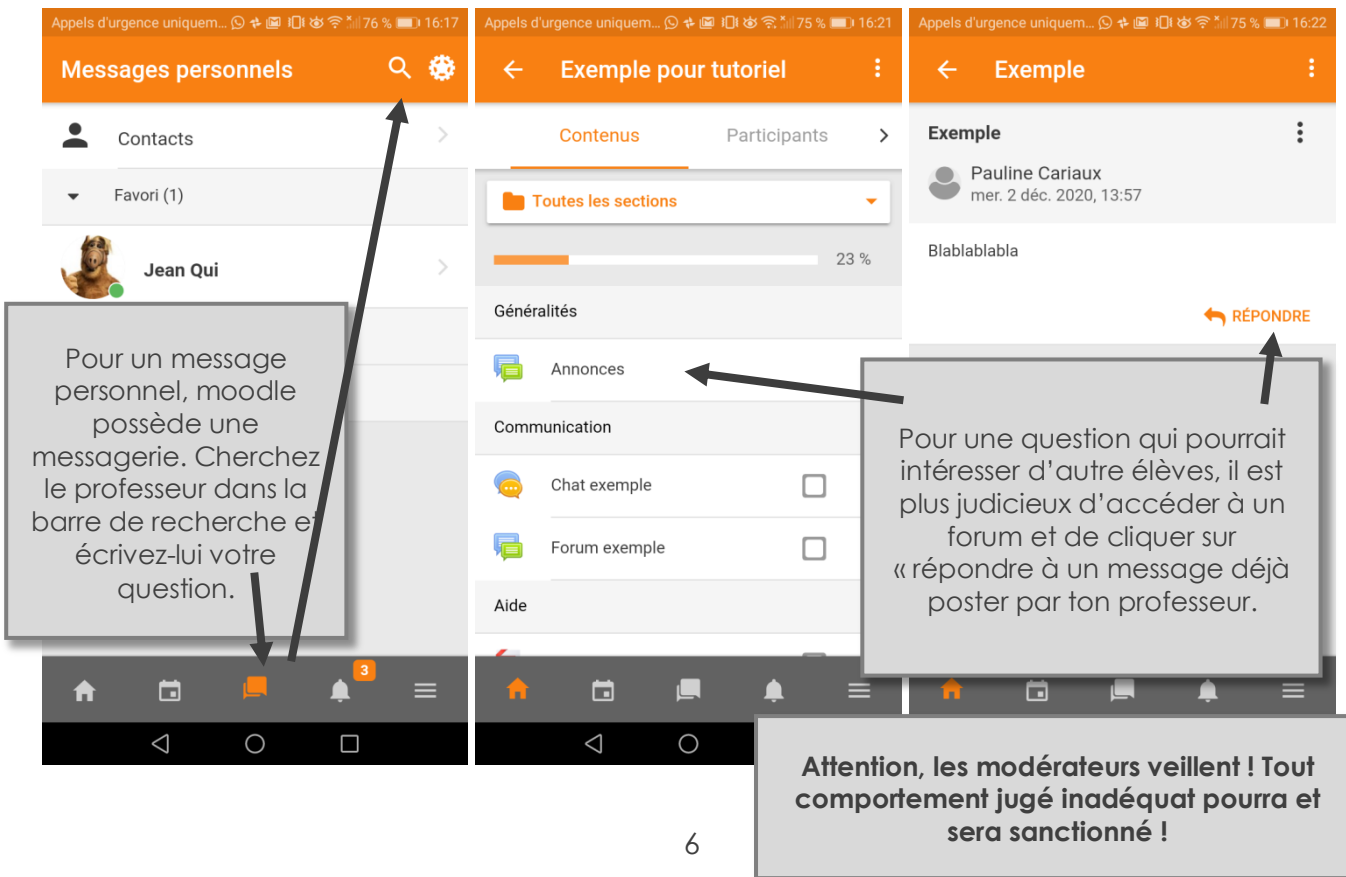 Appels d'urgence uniquem... 76 % 16:17
Messages personnels
Contacts
Favori (1)
Jean Qui
Pour un message
personnel, moodle
possède une
messagerie. Cherchez
le professeur dans la
barre de recherche et
écrivez-lui votre
question.
3
Appels d'urgence uniquem... 75 % 16:21
Exemple pour tutoriel
Contenus Participants
Toutes les sections
23 %
Généralités
Annonces
Communication
Chat exemple
Forum exemple
Aide
Appels d'urgence uniquem... 75 % 16:22
Exemple
Exemple
Pauline Cariaux
mer. 2 déc. 2020, 13:57
Blablablabla
RÉPONDRE
Pour une question qui pourrait
intéresser d'autre élèves, il est
plus judicieux d'accéder à un
forum et de cliquer sur
« répondre à un message déjà
poster par ton professeur.
Attention, les modérateurs veillent ! Tout
comportement jugé inadéquat pourra et
sera sanctionné !
6